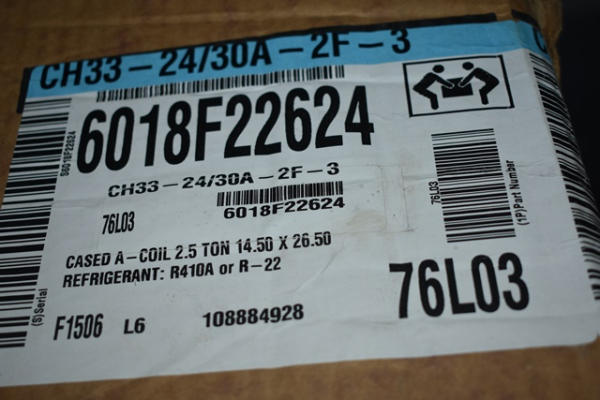 CH33-24/30A-2F-3
6018F22624
S6018F22624
CH33-24/30A-2F-3
76L03
6018F22624
76L03
(1P) Part Number
CASED A-COIL 2.5 TON 14.50 X 26.50
REFRIGERANT: R410A or R-22
(S) Serial
76L03
F1506 L6 108884928